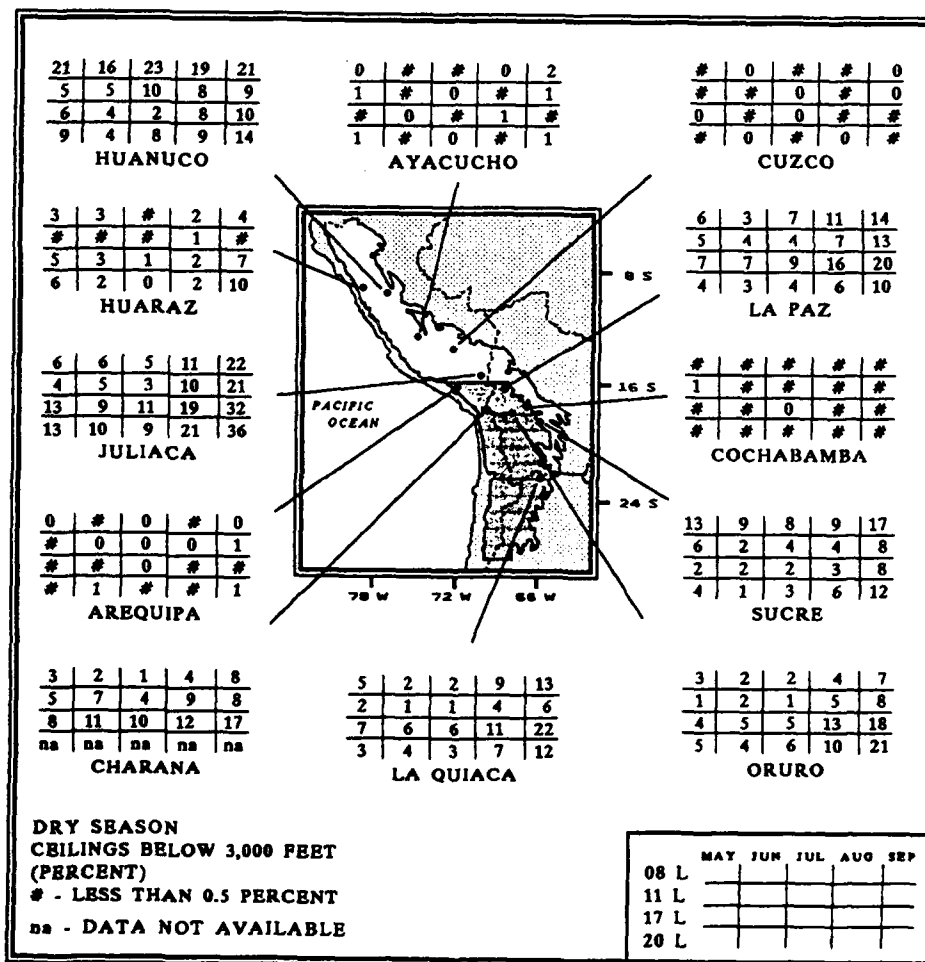 21 16 23 19 21
5 5 10 8 9
6 4 2 8 10
9 4 8 9 14
HUANUCO
0 # # 0 2
1 # 0 # 1
# 0 # 1 #
1 # 0 # 1
AYACUCHO
# 0 # # 0
# # 0 # 0
0 # 0 # #
# 0 # 0 #
CUZCO
3 3 # 2 4
# # # 1 #
5 3 1 2 7
6 2 0 2 10
HUARAZ
6 3 7 11 14
5 4 4 7 13
7 7 9 16 20
4 3 4 6 10
LA PAZ
6 6 5 11 22
4 5 3 10 21
13 9 11 19 32
13 10 9 21 36
JULIACA
# # # # #
1 # # # #
# # 0 # #
# # # # #
COCHABAMBA
0 # 0 # 0
# 0 0 0 1
# # 0 # #
# 1 # # 1
AREQUIPA
13 9 8 9 17
6 2 4 4 8
2 2 2 3 8
4 1 3 6 12
SUCRE
3 2 1 4 8
5 7 4 9 8
8 11 10 12 17
na na na na na
CHARANA
5 2 2 9 13
2 1 1 4 6
7 6 6 11 22
3 4 3 7 12
LA QUIACA
3 2 2 4 7
1 2 1 5 8
4 5 5 13 18
5 4 6 10 21
ORURO
PACIFIC
OCEAN
8 S
16 S
24 S
78 W 72 W 66 W
DRY SEASON
CEILINGS BELOW 3,000 FEET
(PERCENT)
# - LESS THAN 0.5 PERCENT
na - DATA NOT AVAILABLE
MAY JUN JUL AUG SEP
08 L
11 L
17 L
20 L